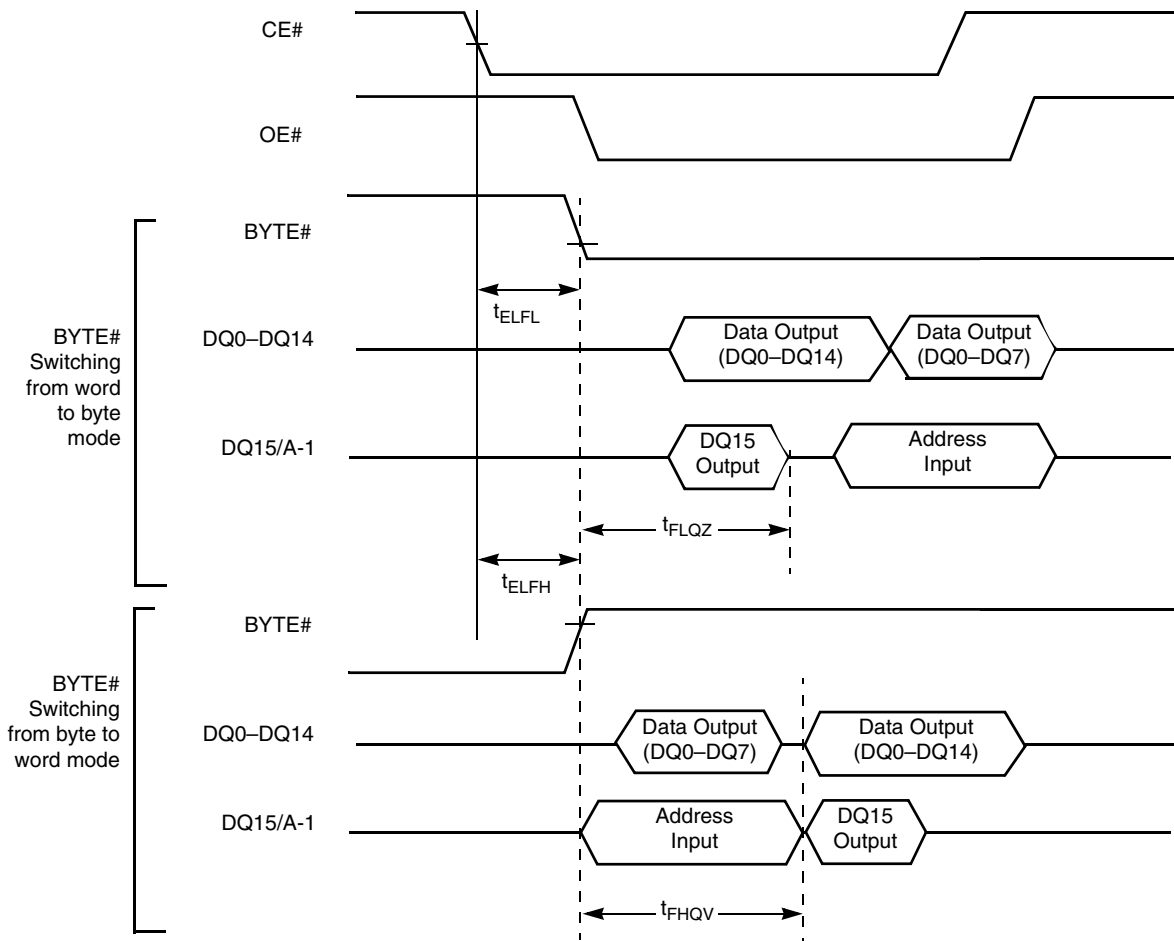 CE#
OE#
BYTE#
tELFL
BYTE#
Switching
from word
to byte
mode
DQ0–DQ14
Data Output
(DQ0–DQ14)
Data Output
(DQ0–DQ7)
DQ15/A-1
DQ15
Output
Address
Input
tFLQZ
tELFH
BYTE#
BYTE#
Switching
from byte to
word mode
DQ0–DQ14
Data Output
(DQ0–DQ7)
Data Output
(DQ0–DQ14)
DQ15/A-1
Address
Input
DQ15
Output
tFHQV